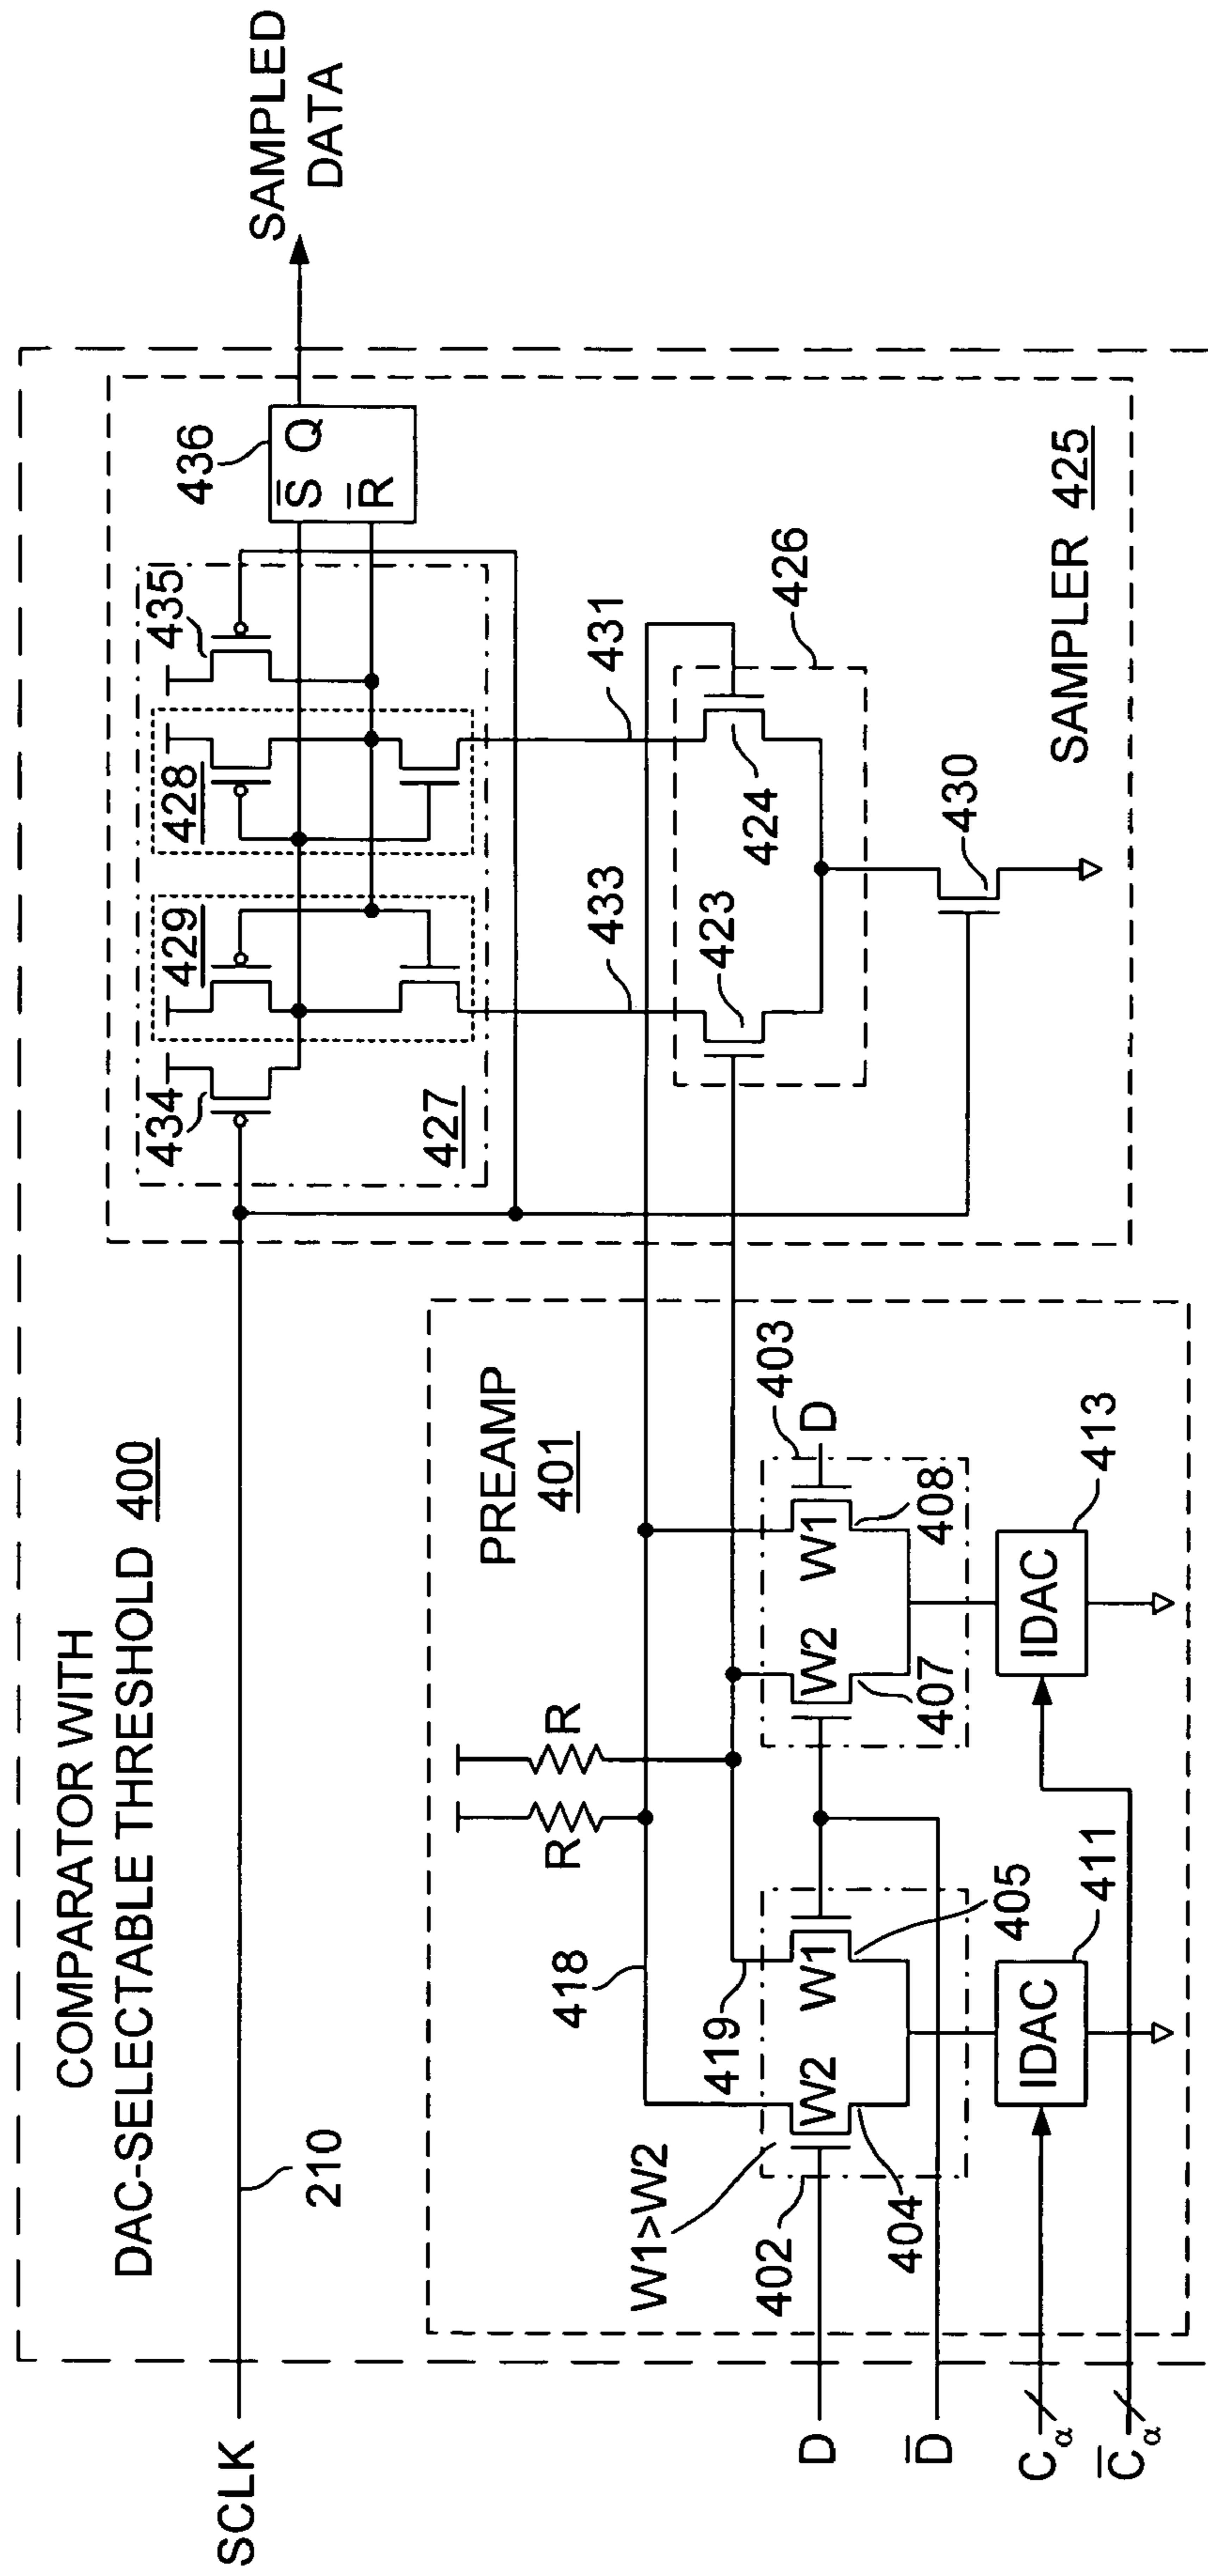 COMPARATOR WITH
DAC-SELECTABLE THRESHOLD 400
SCLK
210
SAMPLED
DATA
434
429
428
435
436
S̅ Q
R̅
427
433
431
423
424
426
430
SAMPLER 425
PREAMP
401
R
R
418
419
W1>W2
402
W2
W1
404
405
W2
W1
407
408
403
D
IDAC
411
IDAC
413
D
D̅
Cα
C̅α